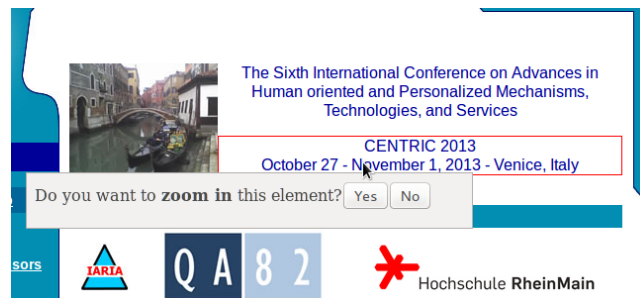 The Sixth International Conference on Advances in
Human oriented and Personalized Mechanisms,
Technologies, and Services
CENTRIC 2013
October 27 - November 1, 2013 - Venice, Italy
Do you want to zoom in this element? Yes No
sors
IARIA
QA82
Hochschule RheinMain